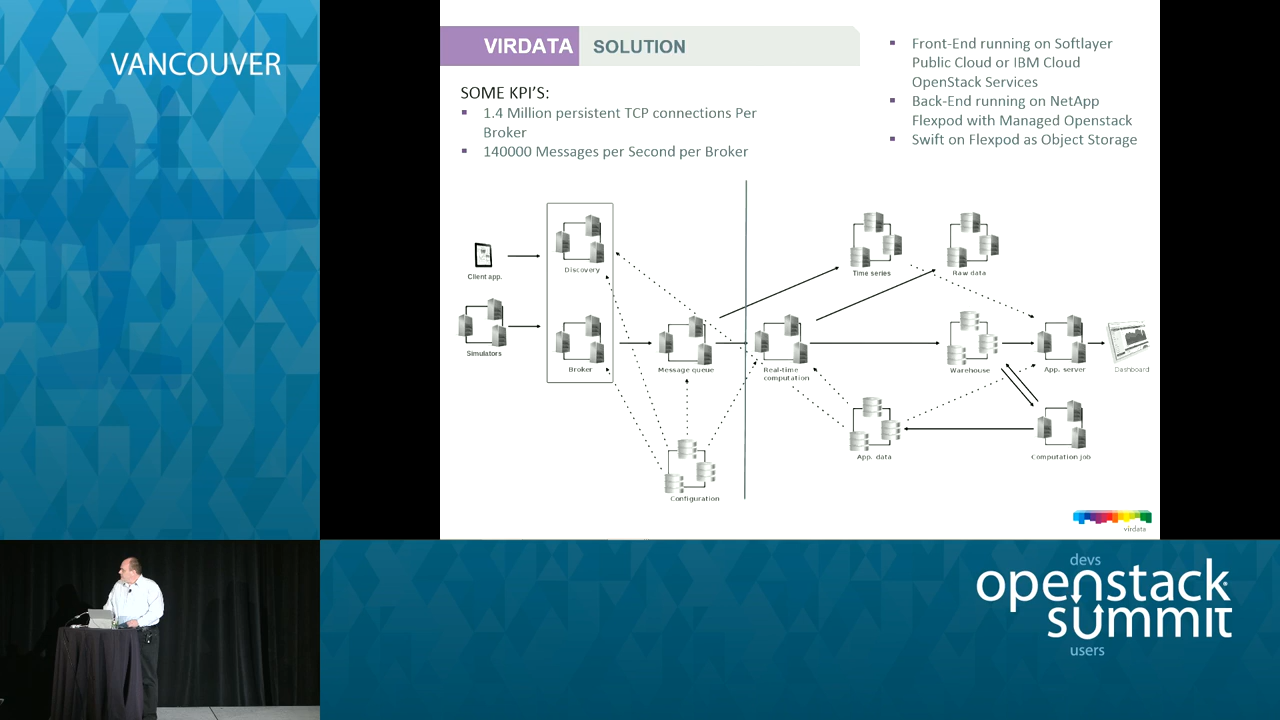 VANCOUVER
VIRDATA SOLUTION
SOME KPI'S:
▪ 1.4 Million persistent TCP connections Per
Broker
▪ 140000 Messages per Second per Broker
▪ Front-End running on Softlayer
Public Cloud or IBM Cloud
OpenStack Services
▪ Back-End running on NetApp
Flexpod with Managed Openstack
▪ Swift on Flexpod as Object Storage
Client app.
Simulators
Discovery
Broker
Message queue
Configuration
Real-time
computation
Time series
Raw data
Warehouse
App. server
Dashboard
App. data
Computation job
virdata
devs
openstack
summit
users